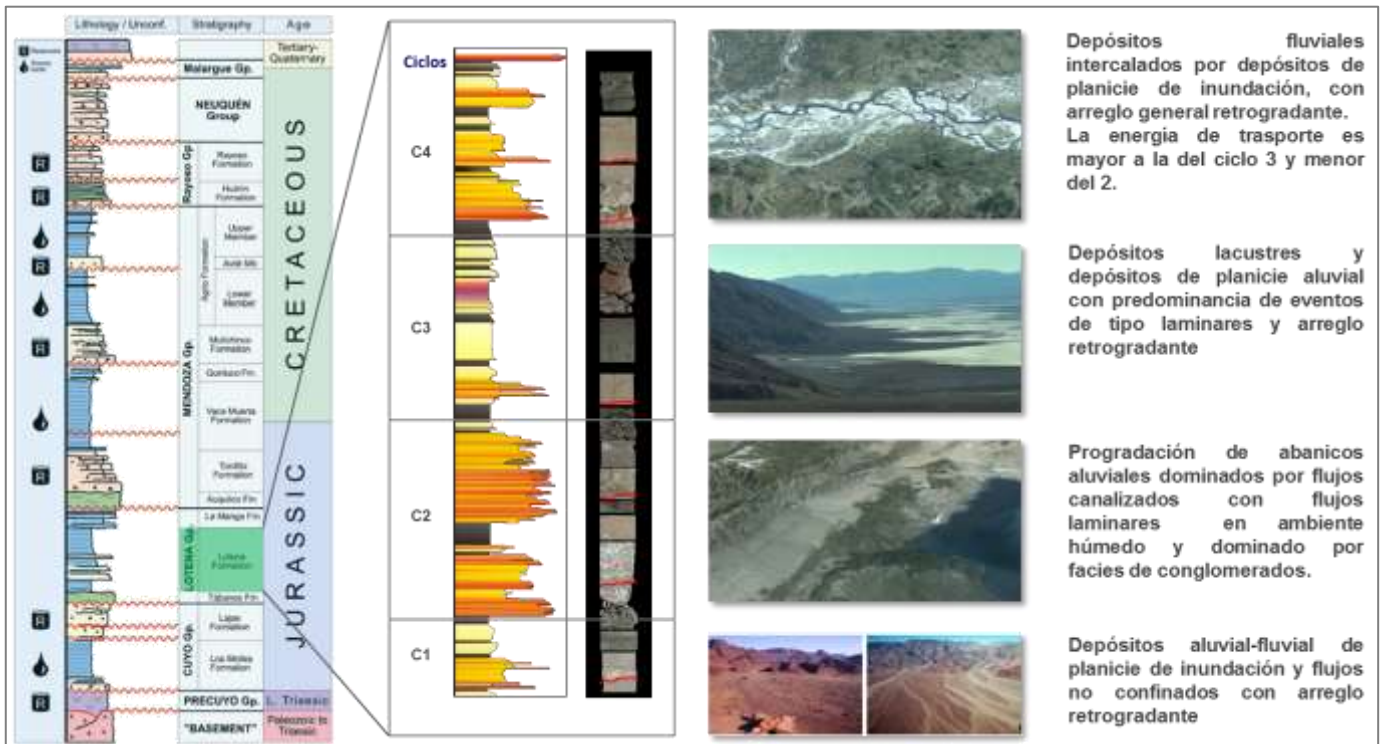 Lithology / Unconf.
Stratigraphy
Age
Tertiary-
Quaternary
Malargue Gp.
NEUQUÉN
Group
CRETACEOUS
Rayoso Gp
Rayoso
Formation
Huitrin
Formation
MENDOZA Gp.
Agrio Formation
Upper
Member
Avilé Mb
Lower
Member
Mulichinco
Formation
Quintuco Fm.
Vaca Muerta
Formation
Tordillo
Formation
Auquilco Fm
JURASSIC
LOTENA Gp.
La Manga Fm.
Lotena
Formation
Tabanos Fm.
CUYO Gp.
Lajas
Formation
Los Molles
Formation
PRECUYO Gp.
L. Triassic
"BASEMENT"
Paleozoic to
Triassic
R
R
R
R
R
R
R
Ciclos
C4
C3
C2
C1
Depósitos fluviales
intercalados por depósitos de
planicie de inundación, con
arreglo general retrogradante.
La energia de trasporte es
mayor a la del ciclo 3 y menor
del 2.
Depósitos lacustres y
depósitos de planicie aluvial
con predominancia de eventos
de tipo laminares y arreglo
retrogradante
Progradación de abanicos
aluviales dominados por flujos
canalizados con flujos
laminares en ambiente
húmedo y dominado por
facies de conglomerados.
Depósitos aluvial-fluvial de
planicie de inundación y flujos
no confinados con arreglo
retrogradante